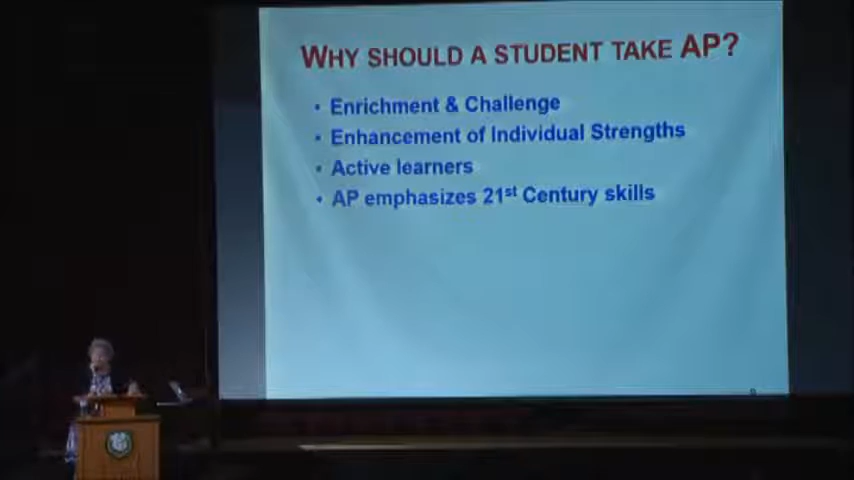 WHY SHOULD A STUDENT TAKE AP?
• Enrichment & Challenge
• Enhancement of Individual Strengths
• Active learners
• AP emphasizes 21st Century skills